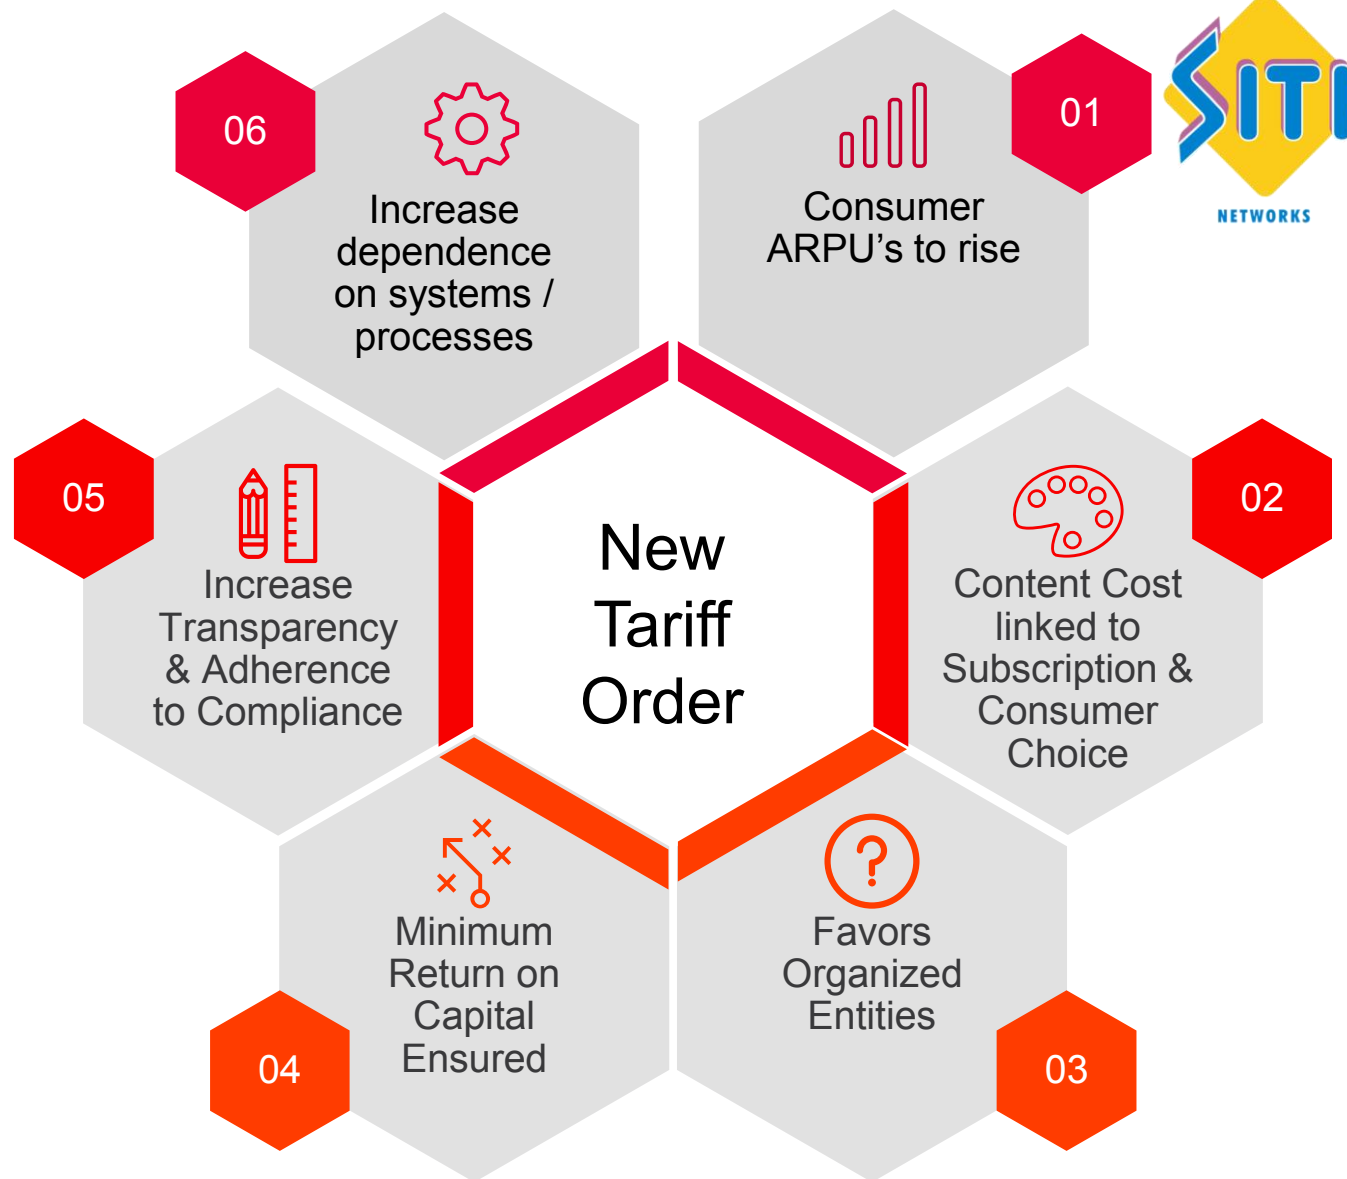 SITI
NETWORKS
01
Consumer
ARPU's to rise
02
Content Cost
linked to
Subscription &
Consumer
Choice
03
Favors
Organized
Entities
04
Minimum
Return on
Capital
Ensured
05
Increase
Transparency
& Adherence
to Compliance
06
Increase
dependence
on systems /
processes
New
Tariff
Order